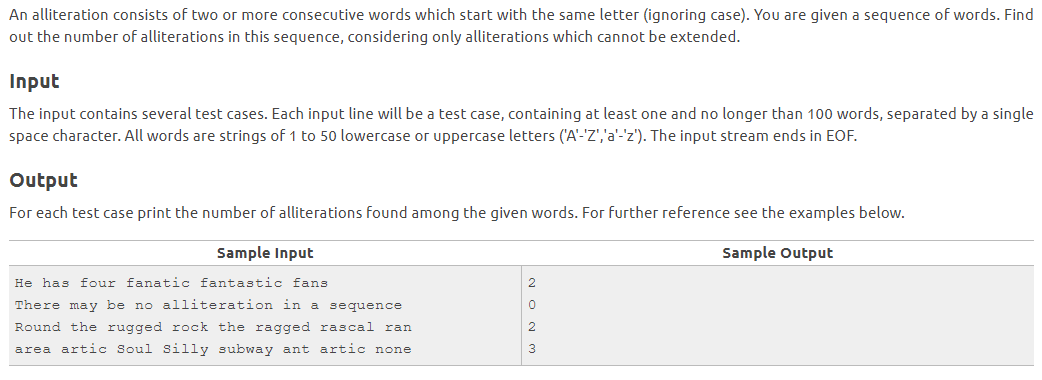 An alliteration consists of two or more consecutive words which start with the same letter (ignoring case). You are given a sequence of words. Find
out the number of alliterations in this sequence, considering only alliterations which cannot be extended.
Input
The input contains several test cases. Each input line will be a test case, containing at least one and no longer than 100 words, separated by a single
space character. All words are strings of 1 to 50 lowercase or uppercase letters ('A'-'Z','a'-'z'). The input stream ends in EOF.
Output
For each test case print the number of alliterations found among the given words. For further reference see the examples below.
Sample Input Sample Output
He has four fanatic fantastic fans 2
There may be no alliteration in a sequence 0
Round the rugged rock the ragged rascal ran 2
area artic Soul Silly subway ant artic none 3